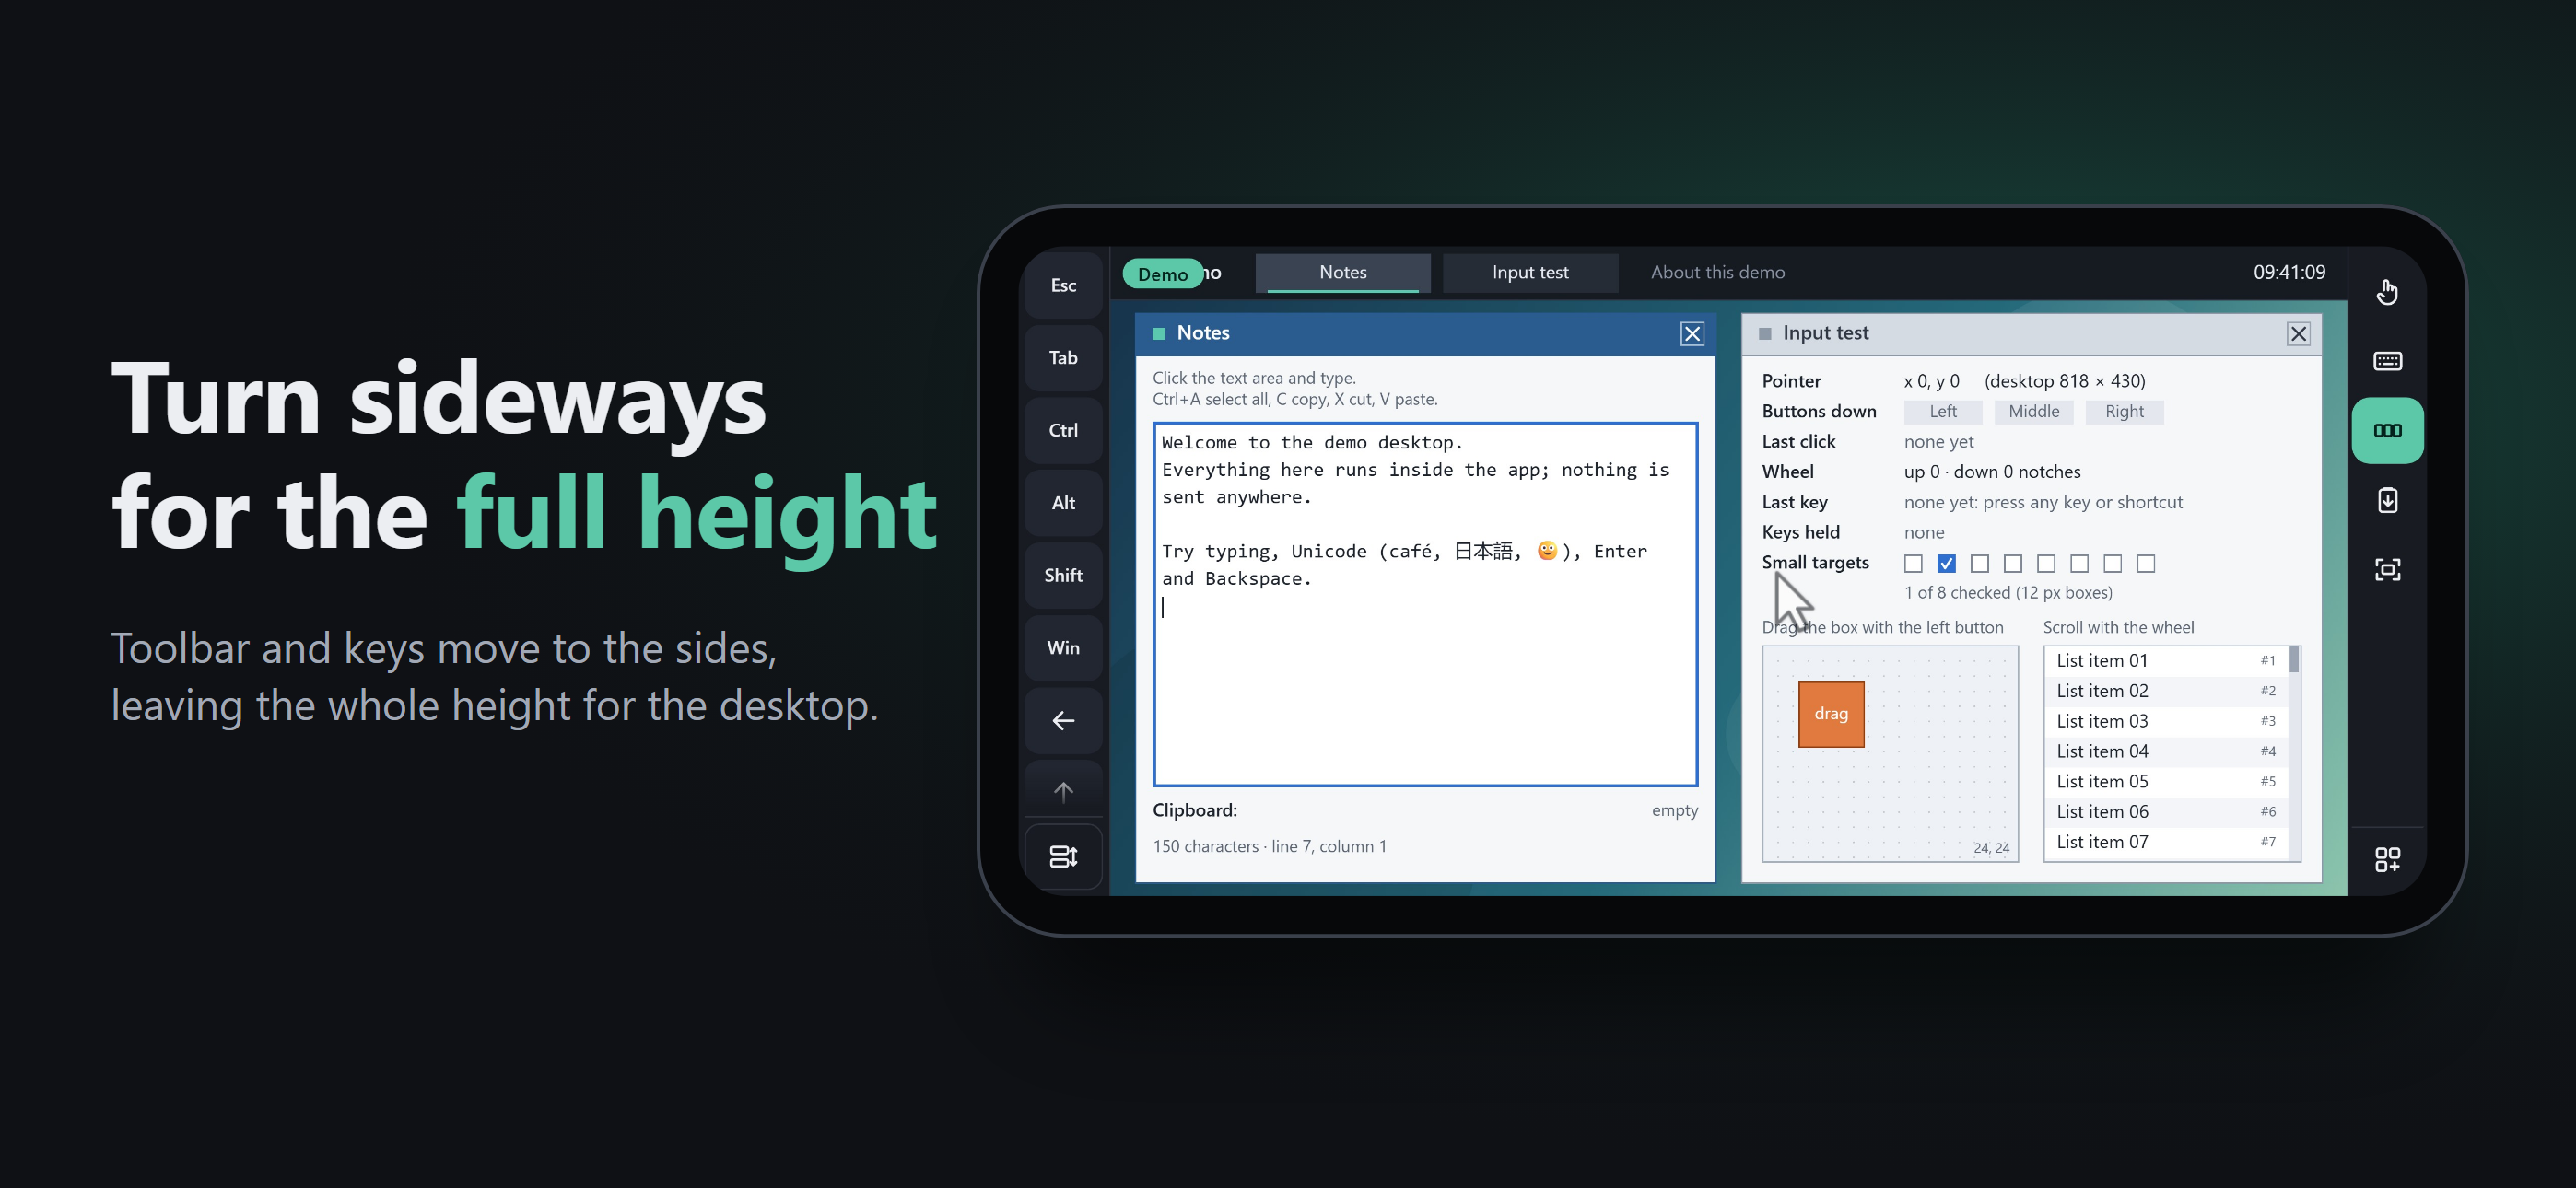 Turn sideways
for the full height
Toolbar and keys move to the sides,
leaving the whole height for the desktop.
Esc
Tab
Ctrl
Alt
Shift
Win
Demo
Notes
Input test
About this demo
09:41:09
Notes
Click the text area and type.
Ctrl+A select all, C copy, X cut, V paste.
Welcome to the demo desktop.
Everything here runs inside the app; nothing is
sent anywhere.
Try typing, Unicode (café, 日本語, 🙂), Enter
and Backspace.
Clipboard: empty
150 characters · line 7, column 1
Input test
Pointer x 0, y 0 (desktop 818 × 430)
Buttons down Left Middle Right
Last click none yet
Wheel up 0 · down 0 notches
Last key none yet: press any key or shortcut
Keys held none
Small targets
1 of 8 checked (12 px boxes)
Drag the box with the left button
drag
24, 24
Scroll with the wheel
List item 01 #1
List item 02 #2
List item 03 #3
List item 04 #4
List item 05 #5
List item 06 #6
List item 07 #7